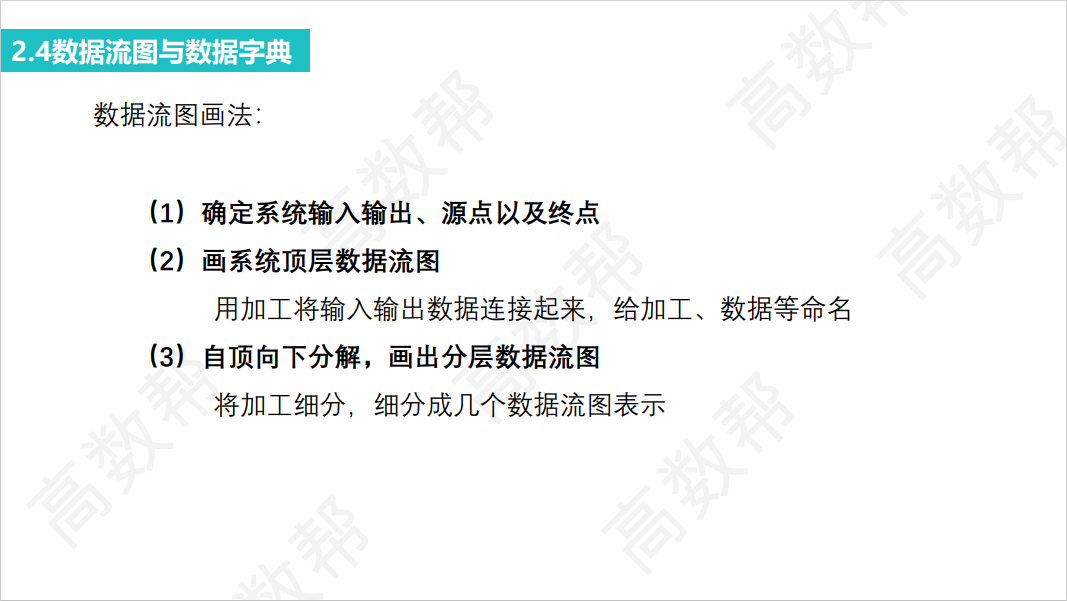 2.4数据流图与数据字典
数据流图画法：
（1）确定系统输入输出、源点以及终点
（2）画系统顶层数据流图
用加工将输入输出数据连接起来，给加工、数据等命名
（3）自顶向下分解，画出分层数据流图
将加工细分，细分成几个数据流图表示
高数帮
高数帮
高数帮
高数帮
高数帮
高数帮
数帮